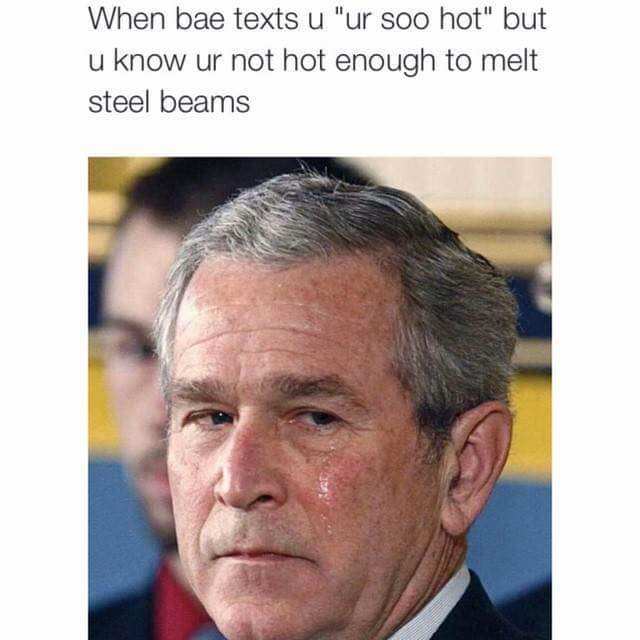 When bae texts u "ur soo hot" but
u know ur not hot enough to melt
steel beams